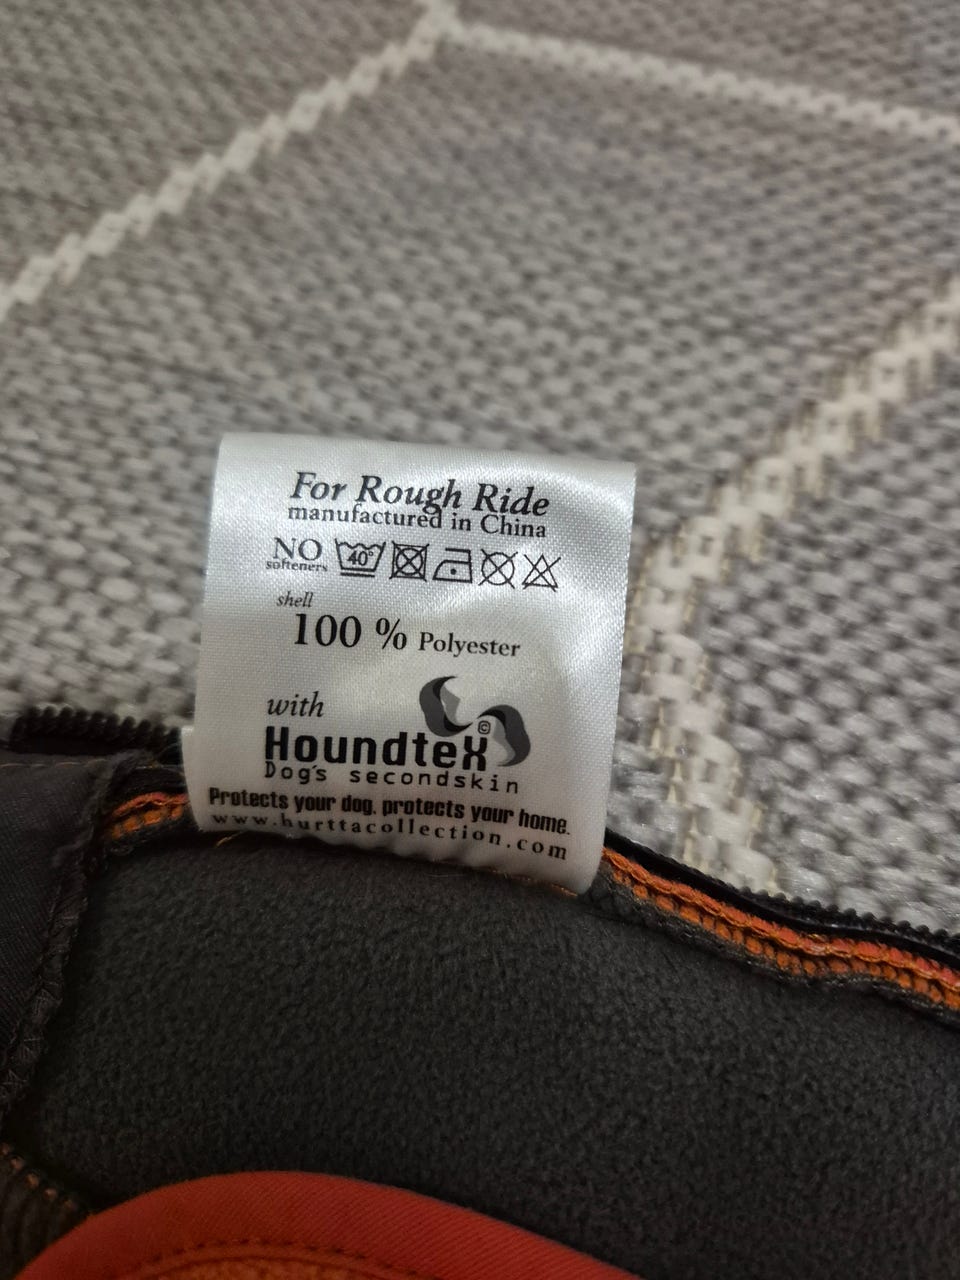 For Rough Ride
manufactured in China
NO
softeners
40°
shell
100 % Polyester
with
Houndtex©
Dog's secondskin
Protects your dog, protects your home.
www.hurttacollection.com